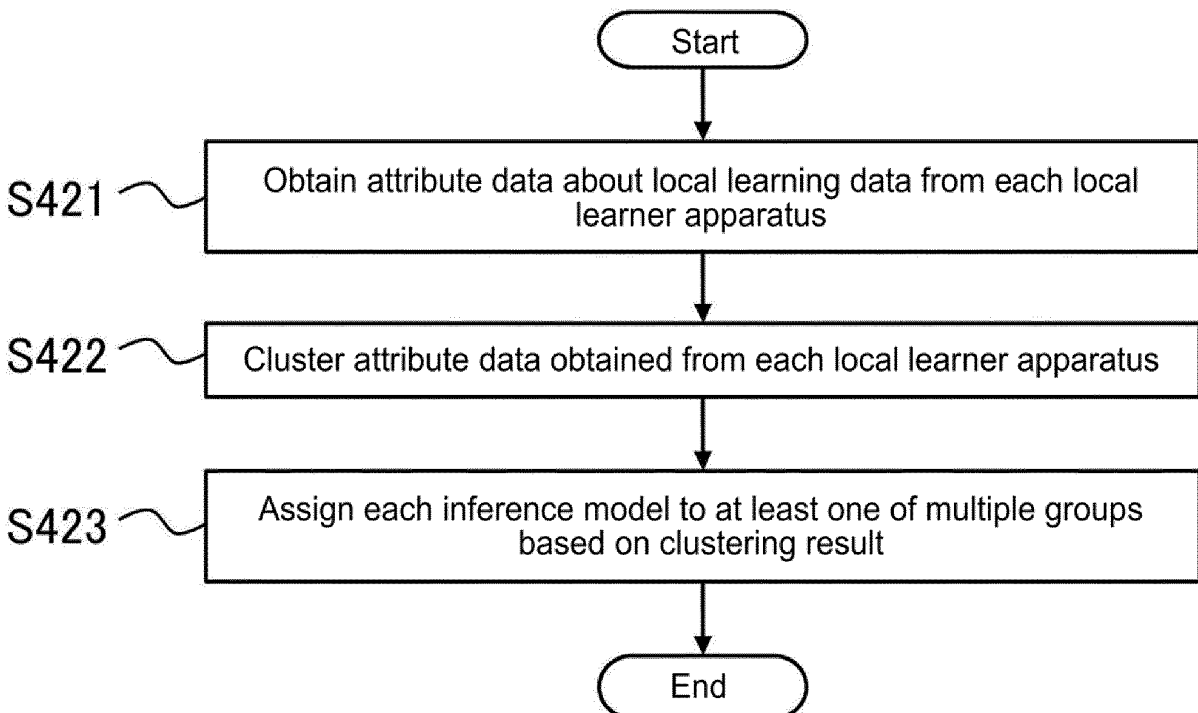 Start
S421
Obtain attribute data about local learning data from each local
learner apparatus
S422
Cluster attribute data obtained from each local learner apparatus
S423
Assign each inference model to at least one of multiple groups
based on clustering result
End